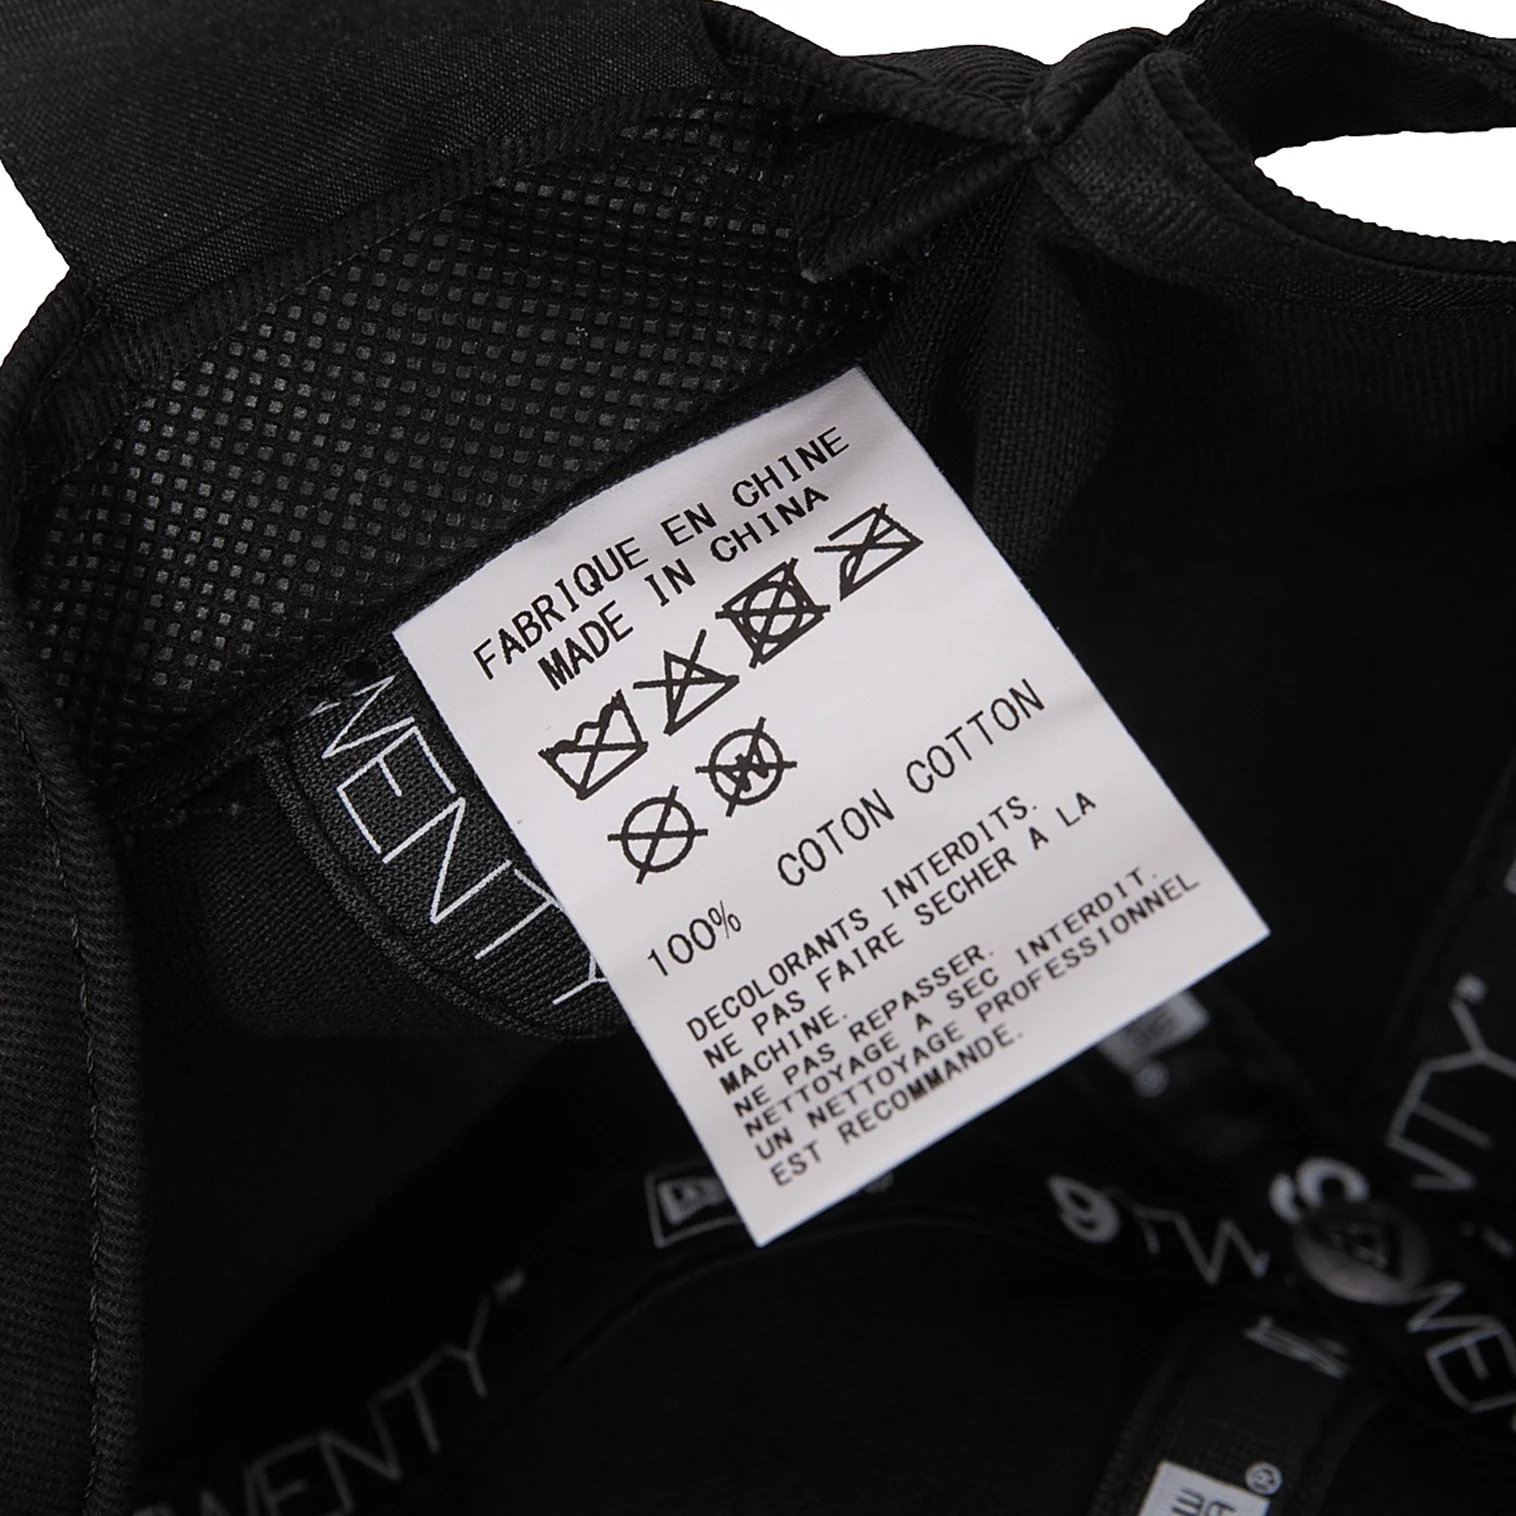 FABRIQUE EN CHINE
MADE IN CHINA
W
100% COTON COTTON
DECOLORANTS INTERDITS.
NE PAS FAIRE SECHER A LA
MACHINE.
NE PAS REPASSER.
NETTOYAGE A SEC INTERDIT.
UN NETTOYAGE PROFESSIONNEL
EST RECOMMANDE.